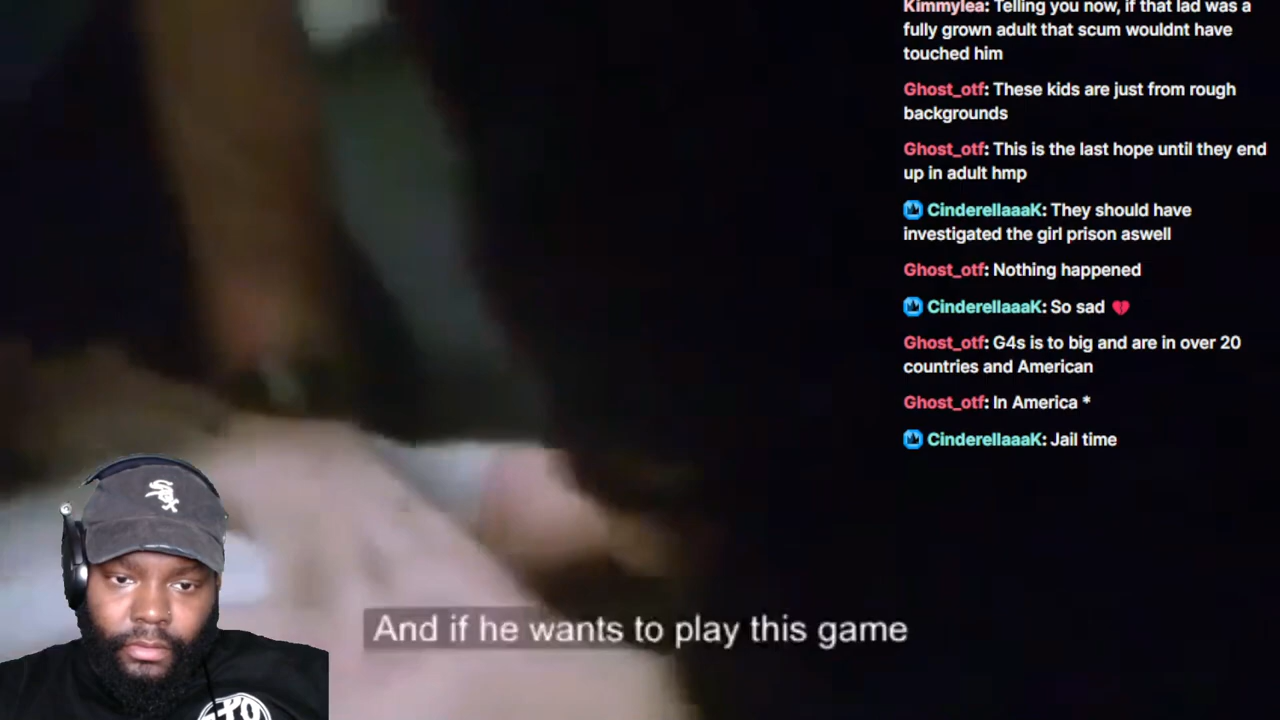 Kimmylea: Telling you now, if that lad was a
fully grown adult that scum wouldnt have
touched him
Ghost_otf: These kids are just from rough
backgrounds
Ghost_otf: This is the last hope until they end
up in adult hmp
CinderellaaaK: They should have
investigated the girl prison aswell
Ghost_otf: Nothing happened
CinderellaaaK: So sad 💔
Ghost_otf: G4s is to big and are in over 20
countries and American
Ghost_otf: In America *
CinderellaaaK: Jail time
Sox
And if he wants to play this game